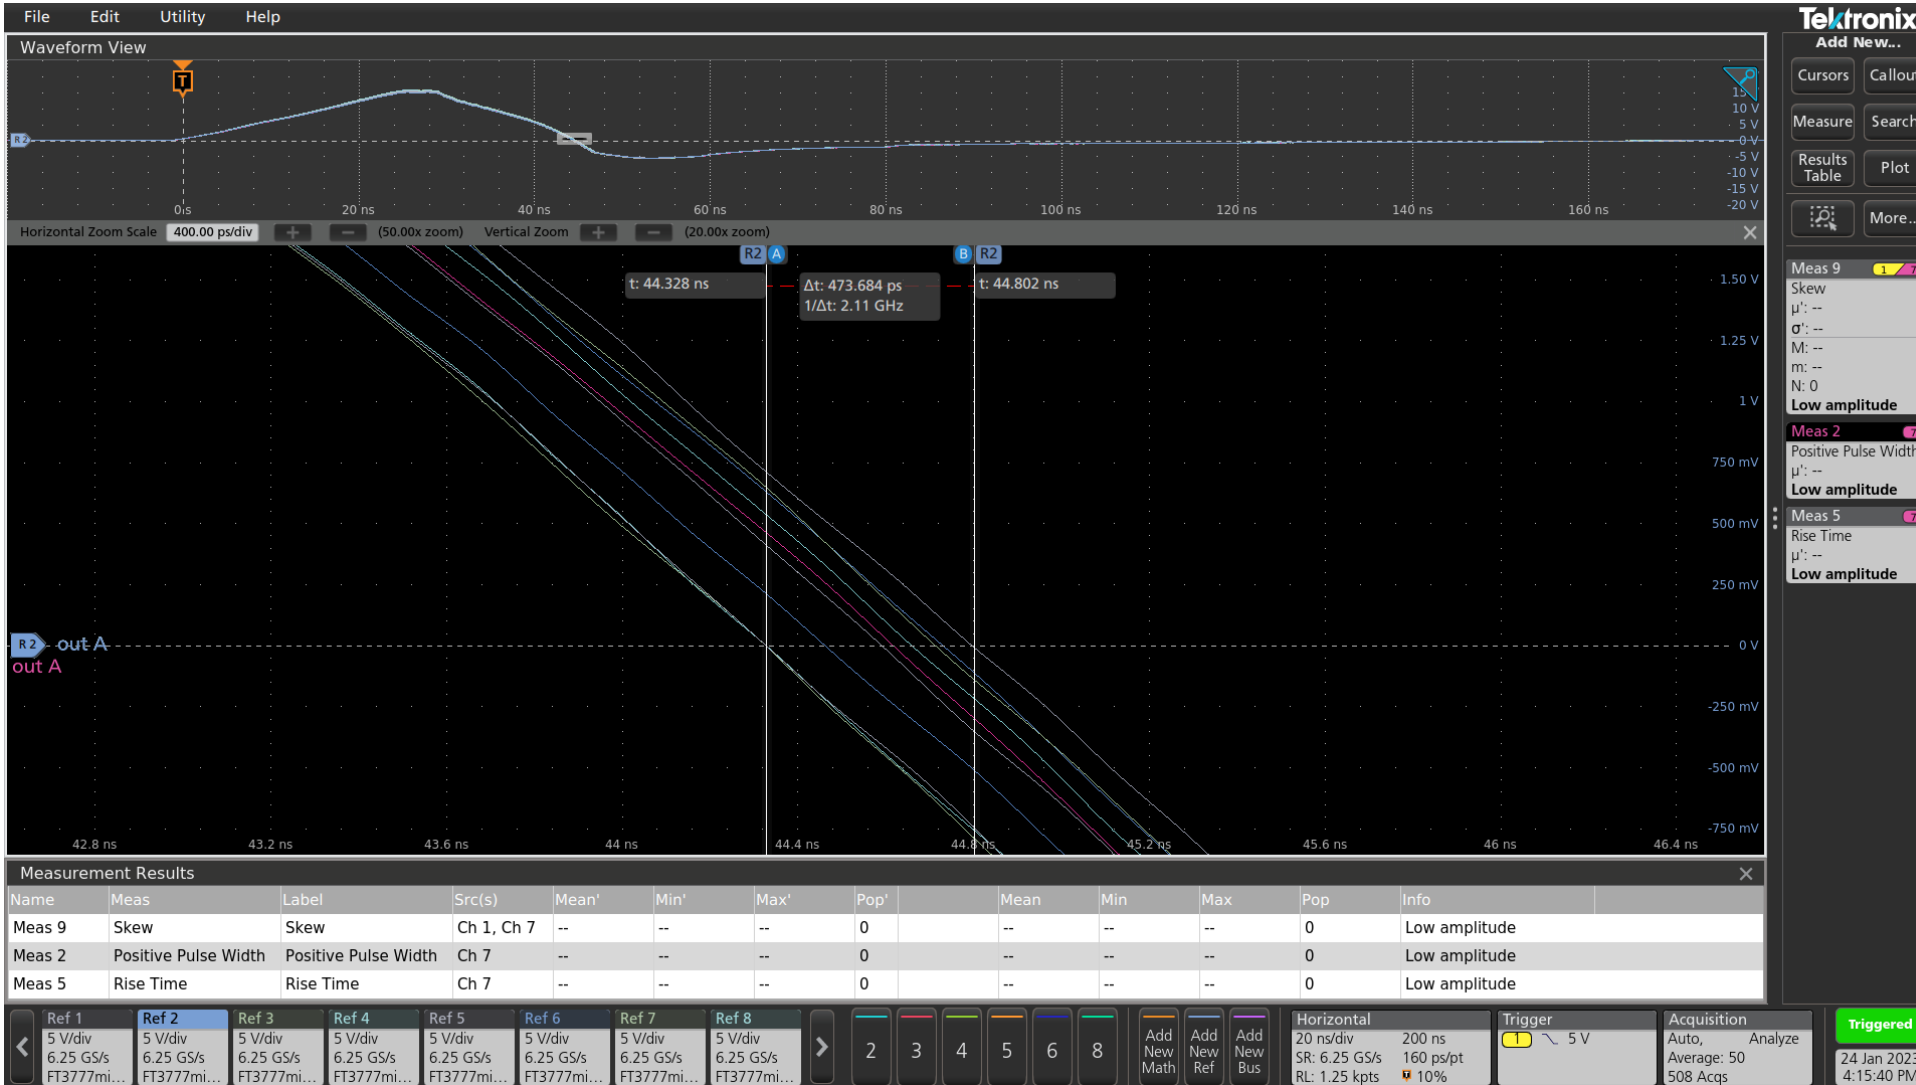 File Edit Utility Help
Tektronix
Waveform View
Add New...
Cursors Callout
Measure Search
Results Table Plot
More...
T
R 2
15
10 V
5 V
0 V
-5 V
-10 V
-15 V
-20 V
0s 20 ns 40 ns 60 ns 80 ns 100 ns 120 ns 140 ns 160 ns
Horizontal Zoom Scale 400.00 ps/div + − (50.00x zoom) Vertical Zoom + − (20.00x zoom)
R2 A B R2
t: 44.328 ns
Δt: 473.684 ps
1/Δt: 2.11 GHz
t: 44.802 ns
1.50 V
1.25 V
1 V
750 mV
500 mV
250 mV
0 V
-250 mV
-500 mV
-750 mV
R 2 out A
out A
42.8 ns 43.2 ns 43.6 ns 44 ns 44.4 ns 44.8 ns 45.2 ns 45.6 ns 46 ns 46.4 ns
Meas 9 1 7
Skew
µ': --
σ': --
M: --
m: --
N: 0
Low amplitude
Meas 2 7
Positive Pulse Width
µ': --
Low amplitude
Meas 5 7
Rise Time
µ': --
Low amplitude
Measurement Results
Name Meas Label Src(s) Mean' Min' Max' Pop' Mean Min Max Pop Info
Meas 9 Skew Skew Ch 1, Ch 7 -- -- -- 0 -- -- -- 0 Low amplitude
Meas 2 Positive Pulse Width Positive Pulse Width Ch 7 -- -- -- 0 -- -- -- 0 Low amplitude
Meas 5 Rise Time Rise Time Ch 7 -- -- -- 0 -- -- -- 0 Low amplitude
Ref 1
5 V/div
6.25 GS/s
FT3777mi...
Ref 2
5 V/div
6.25 GS/s
FT3777mi...
Ref 3
5 V/div
6.25 GS/s
FT3777mi...
Ref 4
5 V/div
6.25 GS/s
FT3777mi...
Ref 5
5 V/div
6.25 GS/s
FT3777mi...
Ref 6
5 V/div
6.25 GS/s
FT3777mi...
Ref 7
5 V/div
6.25 GS/s
FT3777mi...
Ref 8
5 V/div
6.25 GS/s
FT3777mi...
2 3 4 5 6 8
Add New Math
Add New Ref
Add New Bus
Horizontal
20 ns/div 200 ns
SR: 6.25 GS/s 160 ps/pt
RL: 1.25 kpts T 10%
Trigger
1 5 V
Acquisition
Auto, Analyze
Average: 50
508 Acqs
Triggered
24 Jan 2023
4:15:40 PM